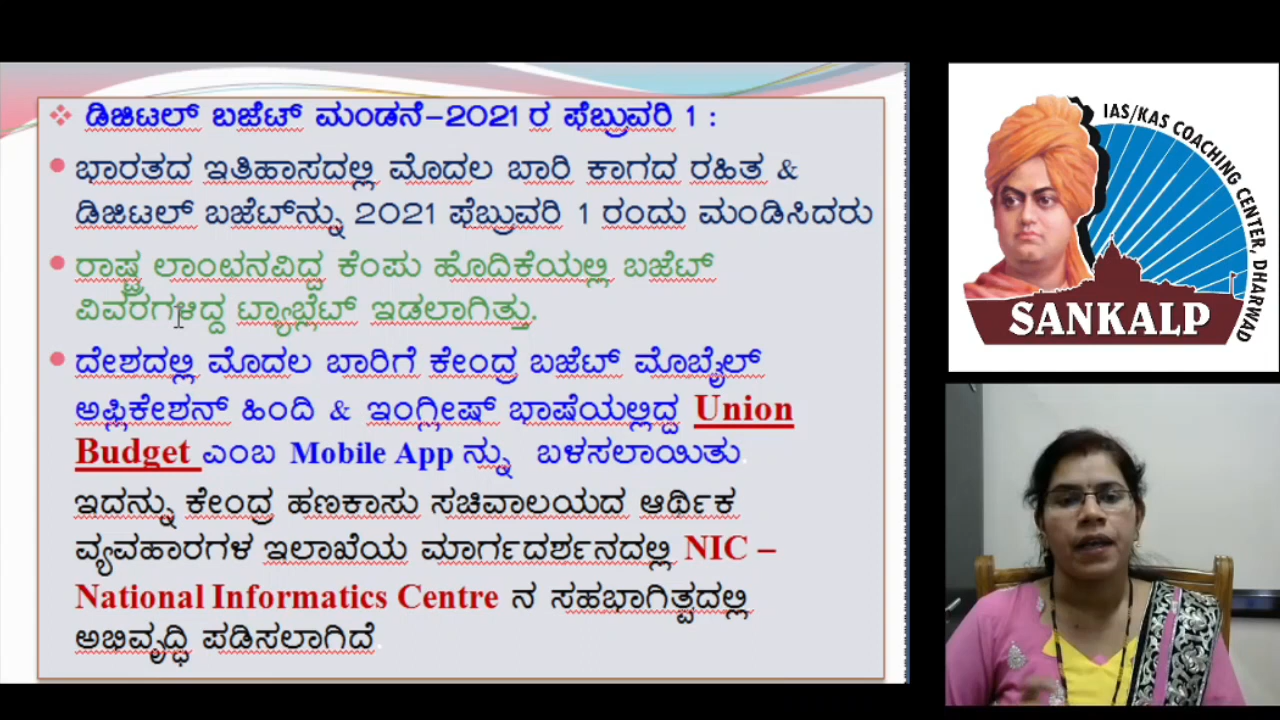 ಡಿಜಿಟಲ್ ಬಜೆಟ್ ಮಂಡನೆ-2021 ರ ಫೆಬ್ರುವರಿ 1 :
ಭಾರತದ ಇತಿಹಾಸದಲ್ಲಿ ಮೊದಲ ಬಾರಿ ಕಾಗದ ರಹಿತ &
ಡಿಜಿಟಲ್ ಬಜೆಟ್‌ನ್ನು 2021 ಫೆಬ್ರುವರಿ 1 ರಂದು ಮಂಡಿಸಿದರು
ರಾಷ್ಟ್ರ ಲಾಂಛನವಿದ್ದ ಕೆಂಪು ಹೊದಿಕೆಯಲ್ಲಿ ಬಜೆಟ್
ವಿವರಗಳಿದ್ದ ಟ್ಯಾಬ್ಲೆಟ್ ಇಡಲಾಗಿತ್ತು.
ದೇಶದಲ್ಲಿ ಮೊದಲ ಬಾರಿಗೆ ಕೇಂದ್ರ ಬಜೆಟ್ ಮೊಬೈಲ್
ಅಪ್ಲಿಕೇಶನ್ ಹಿಂದಿ & ಇಂಗ್ಲೀಷ್ ಭಾಷೆಯಲ್ಲಿದ್ದ Union
Budget ಎಂಬ Mobile App ನ್ನು ಬಳಸಲಾಯಿತು.
ಇದನ್ನು ಕೇಂದ್ರ ಹಣಕಾಸು ಸಚಿವಾಲಯದ ಆರ್ಥಿಕ
ವ್ಯವಹಾರಗಳ ಇಲಾಖೆಯ ಮಾರ್ಗದರ್ಶನದಲ್ಲಿ NIC –
National Informatics Centre ನ ಸಹಭಾಗಿತ್ವದಲ್ಲಿ
ಅಭಿವೃದ್ಧಿ ಪಡಿಸಲಾಗಿದೆ.
IAS/KAS COACHING CENTER, DHARWAD
SANKALP